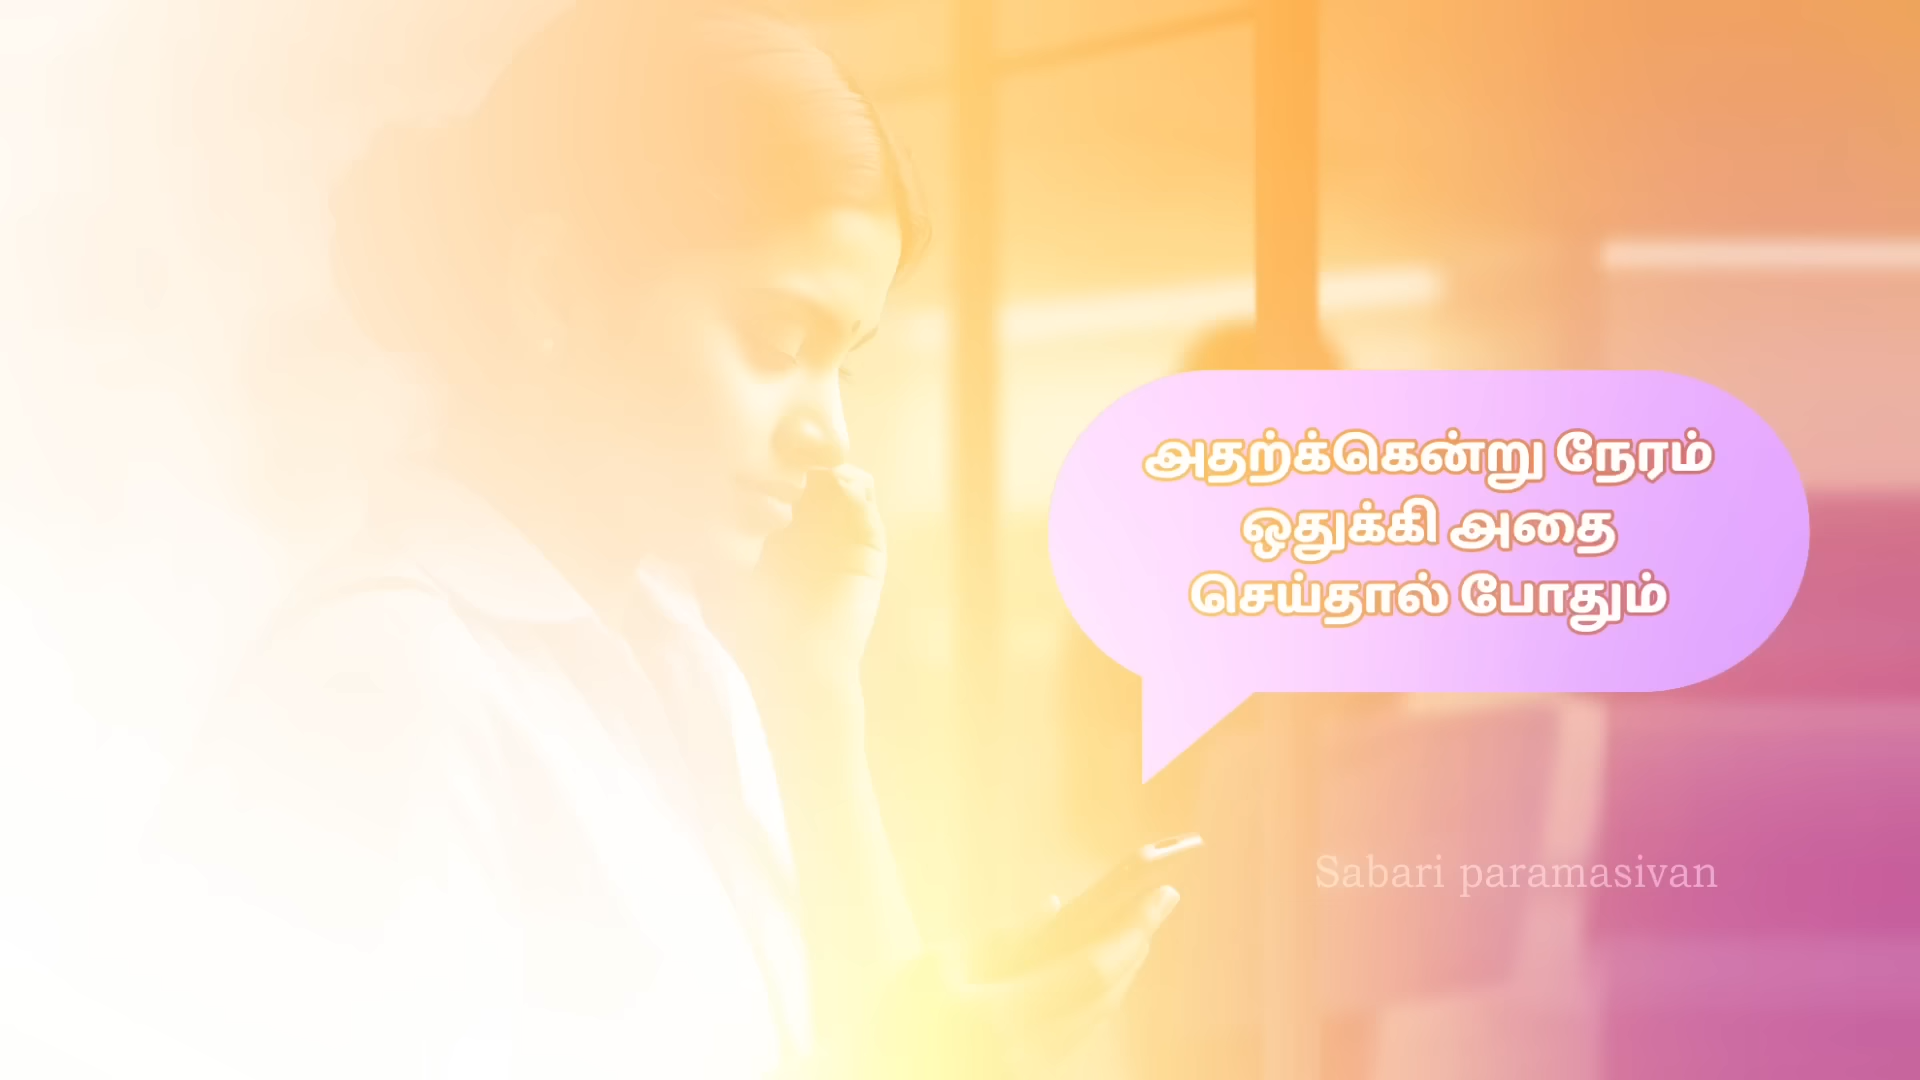 அதற்க்கென்று நேரம்
ஒதுக்கி அதை
செய்தால் போதும்
Sabari paramasivan